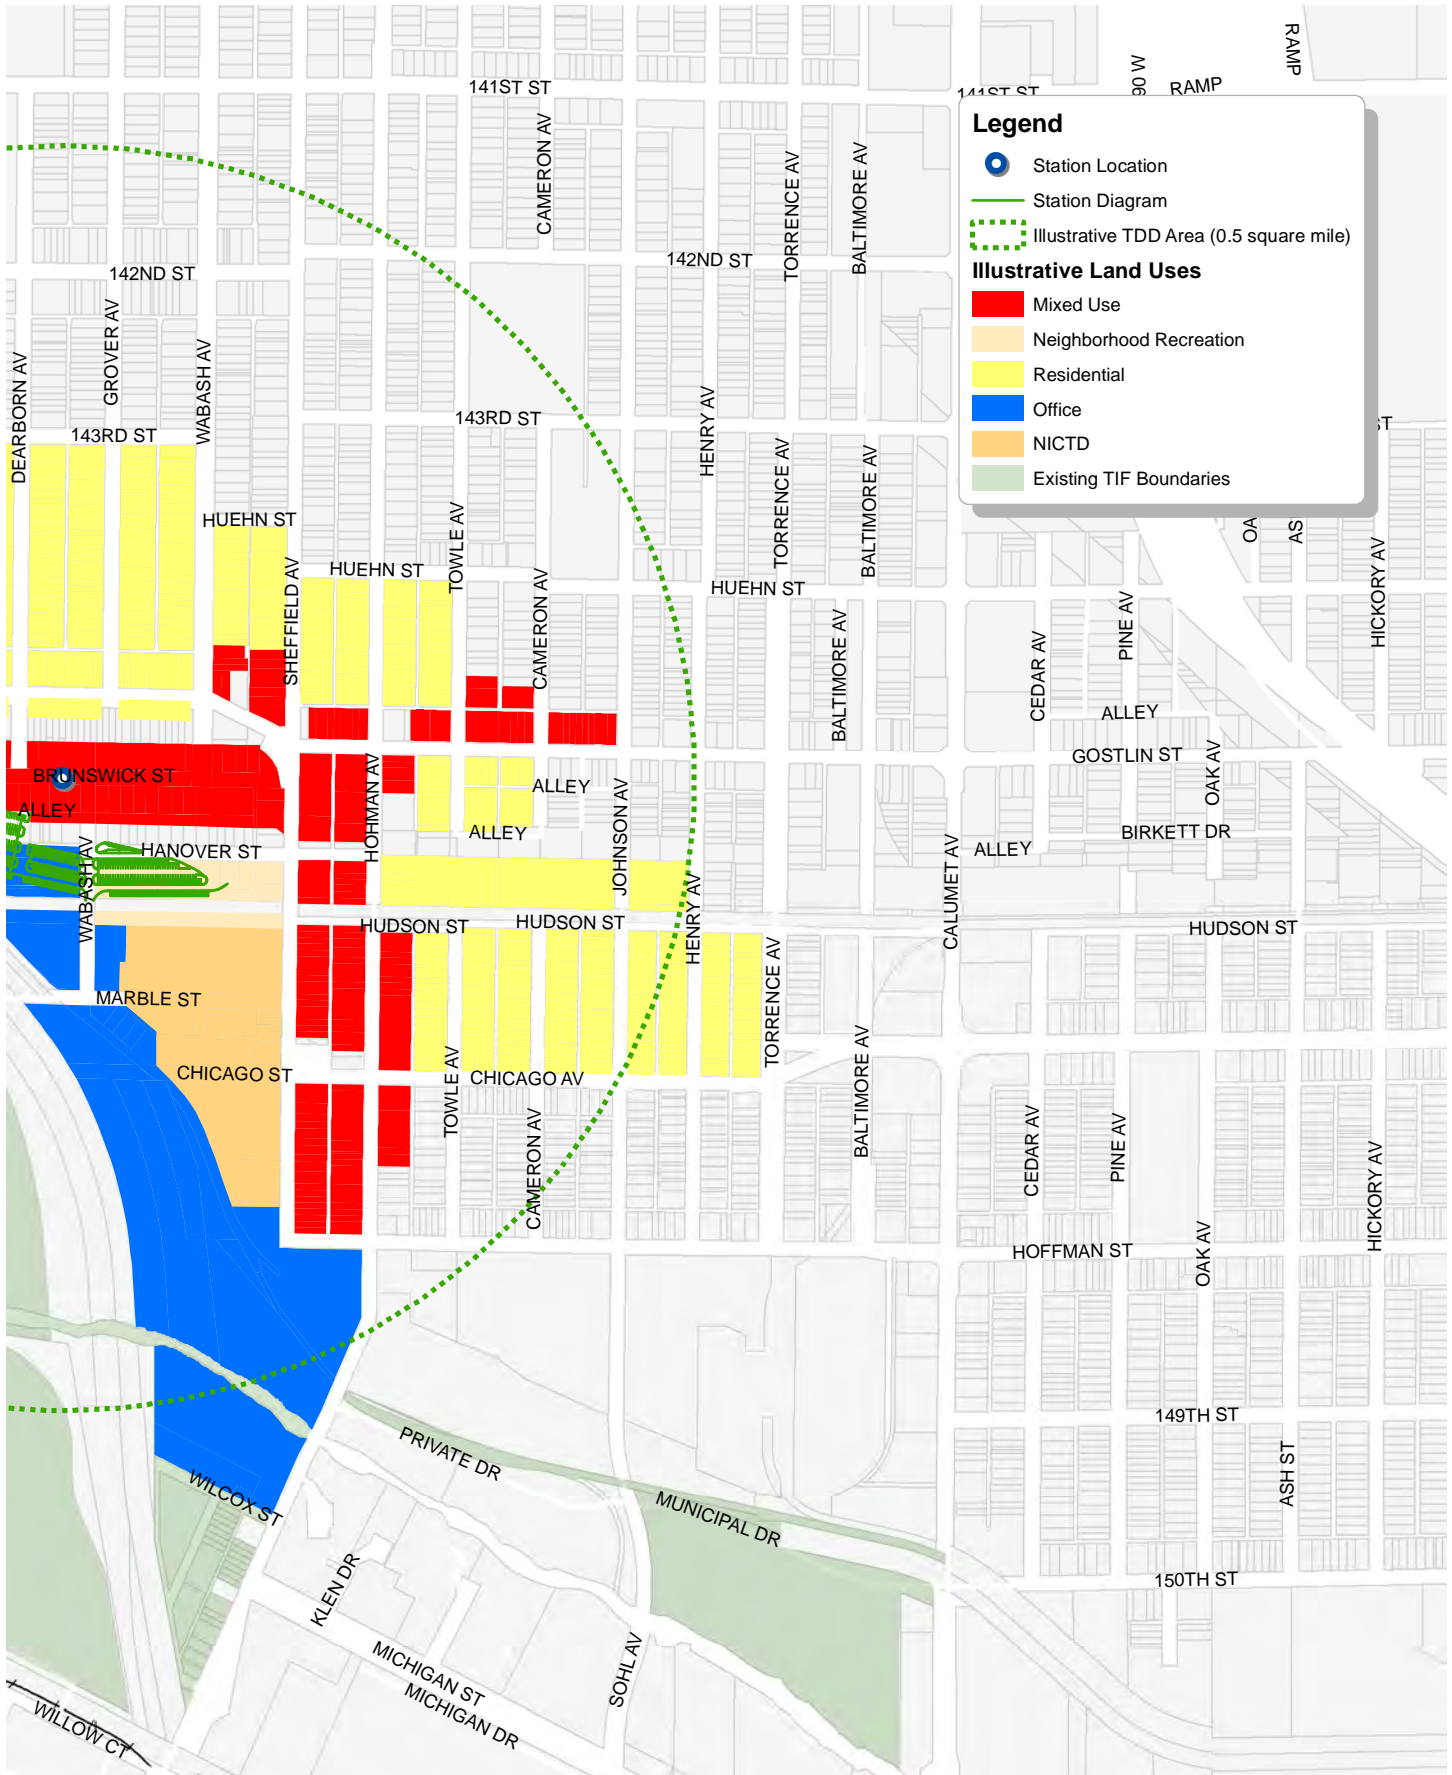 RAMP
W 06
RAMP
141ST ST
141ST ST
Legend
Station Location
Station Diagram
Illustrative TDD Area (0.5 square mile)
Illustrative Land Uses
Mixed Use
Neighborhood Recreation
Residential
Office
NICTD
Existing TIF Boundaries
CAMERON AV
TORRENCE AV
BALTIMORE AV
142ND ST
142ND ST
GROVER AV
WABASH AV
DEARBORN AV
143RD ST
143RD ST
HENRY AV
ST
TORRENCE AV
BALTIMORE AV
HUEHN ST
TOWLE AV
OA
AS
HICKORY AV
HUEHN ST
SHEFFIELD AV
CAMERON AV
HUEHN ST
BALTIMORE AV
CEDAR AV
PINE AV
ALLEY
GOSTLIN ST
OAK AV
BRUNSWICK ST
HOHMAN AV
ALLEY
JOHNSON AV
ALLEY
ALLEY
BIRKETT DR
ALLEY
HANOVER ST
WABASH AV
CALUMET AV
HENRY AV
HUDSON ST
HUDSON ST
HUDSON ST
TORRENCE AV
MARBLE ST
CHICAGO ST
CHICAGO AV
TOWLE AV
CAMERON AV
BALTIMORE AV
CEDAR AV
PINE AV
HICKORY AV
HOFFMAN ST
OAK AV
149TH ST
ASH ST
PRIVATE DR
WILCOX ST
MUNICIPAL DR
150TH ST
KLEN DR
MICHIGAN ST
MICHIGAN DR
SOHL AV
WILLOW CT